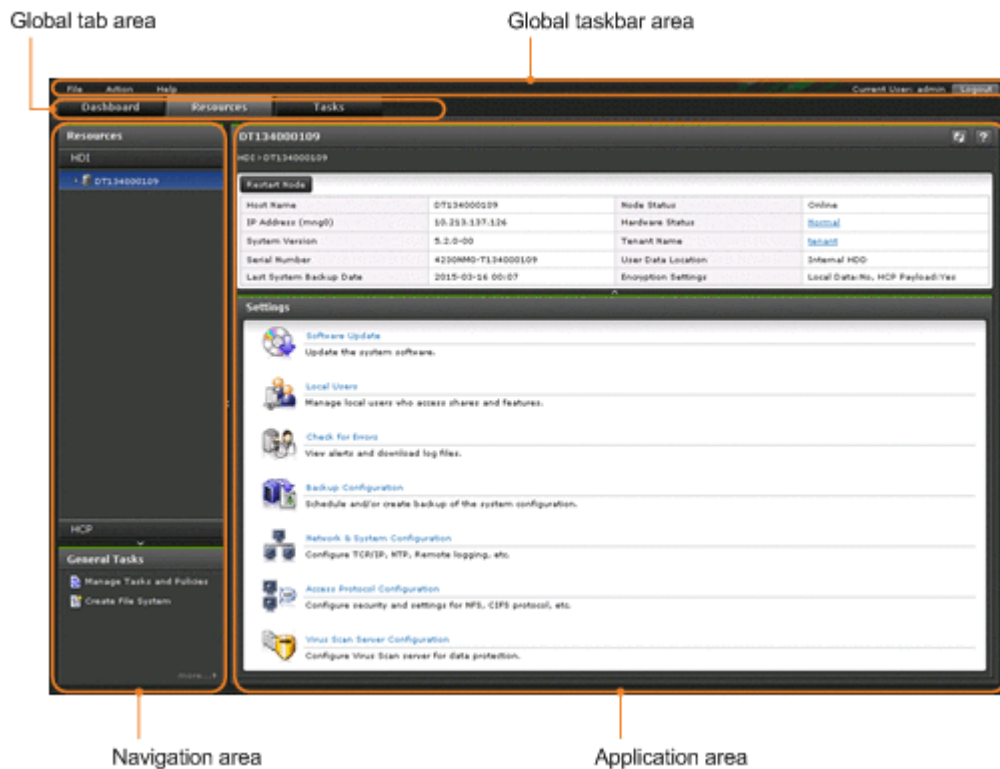 Global tab area
Global taskbar area
File Action Help
Current User: admin Logout
Dashboard Resources Tasks
Resources
HDI
DT134000109
HCP
General Tasks
Manage Tasks and Policies
Create File System
more...
DT134000109
HDI > DT134000109
Restart Node
Host Name DT134000109 Node Status Online
IP Address (mng0) 10.213.137.126 Hardware Status Normal
System Version 5.2.0-00 Tenant Name tenant
Serial Number 4230NM0-T134000109 User Data Location Internal HDD
Last System Backup Date 2015-03-16 00:07 Encryption Settings Local Data:No, HCP Payload:Yes
Settings
Software Update
Update the system software.
Local Users
Manage local users who access shares and features.
Check for Errors
View alerts and download log files.
Backup Configuration
Schedule and/or create backup of the system configuration.
Network & System Configuration
Configure TCP/IP, NTP, Remote logging, etc.
Access Protocol Configuration
Configure security and settings for NFS, CIFS protocol, etc.
Virus Scan Server Configuration
Configure Virus Scan server for data protection.
Navigation area
Application area